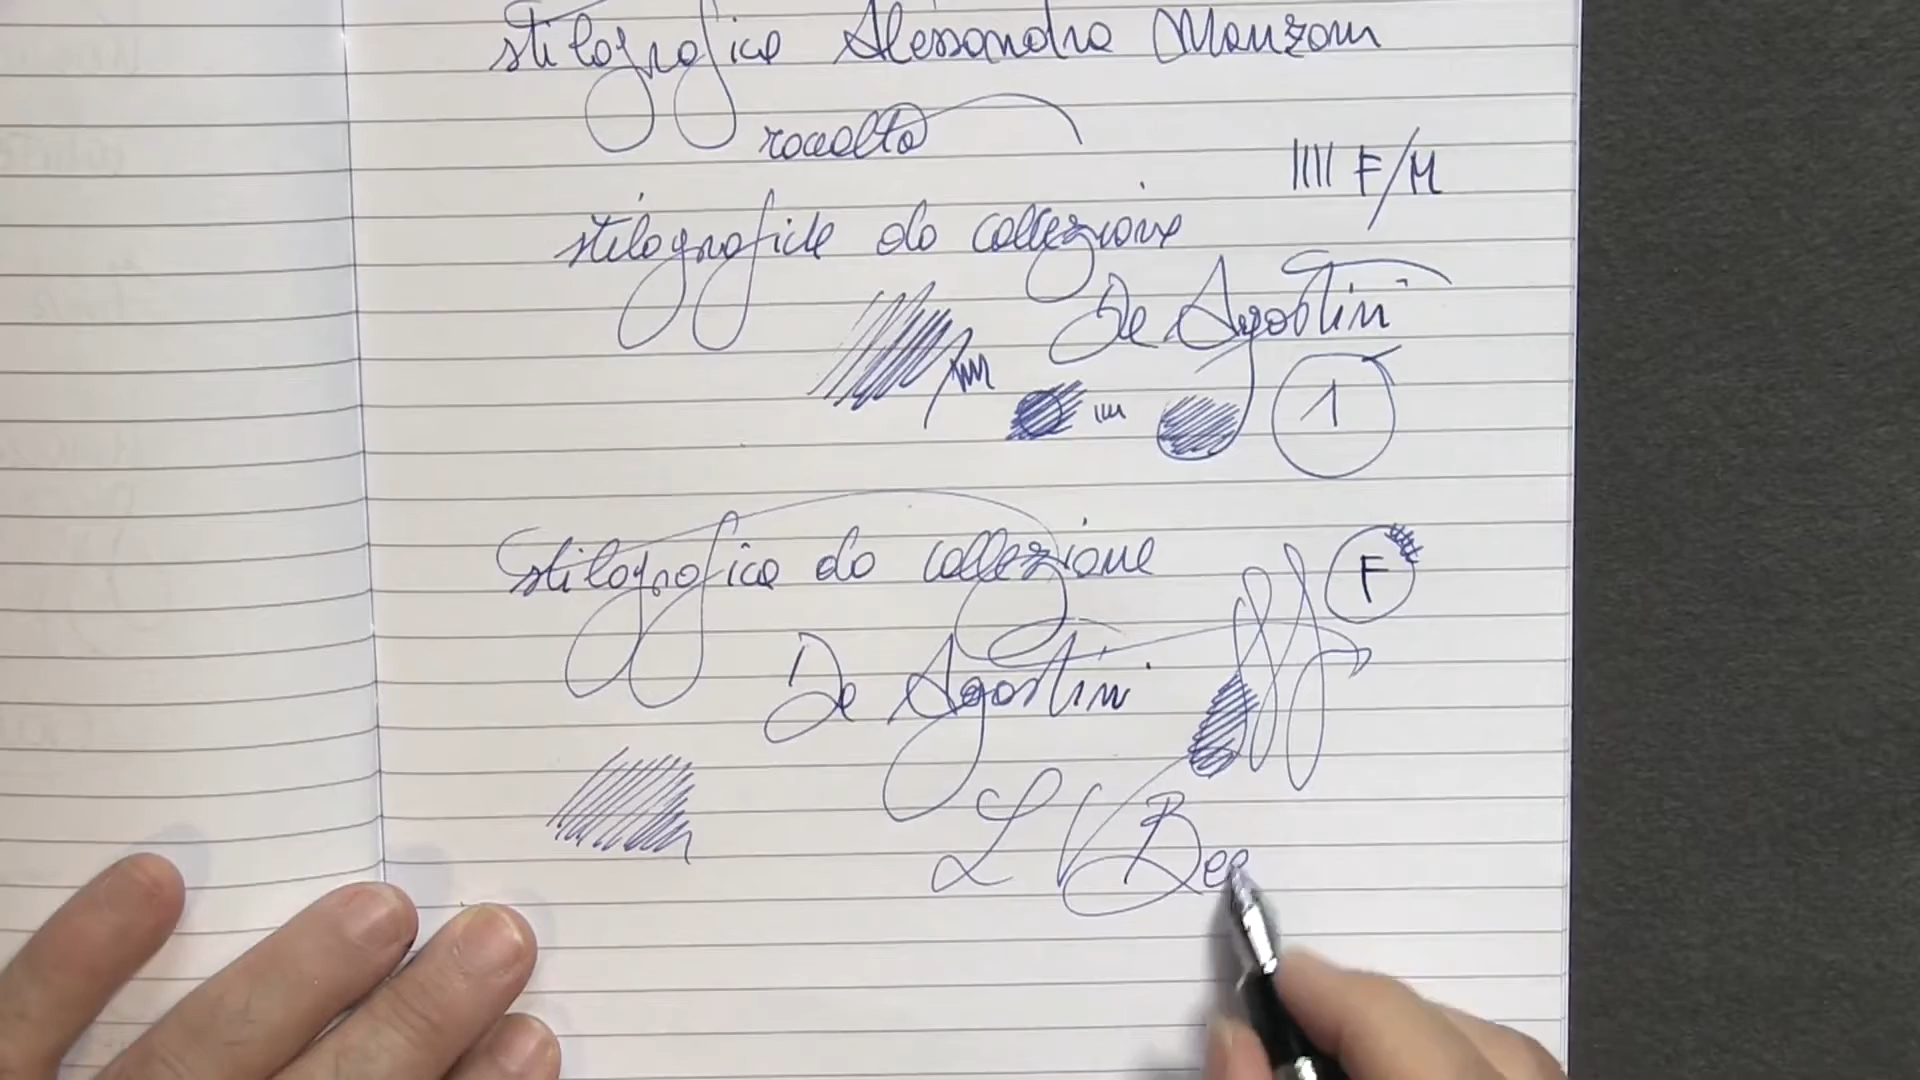 stilografica Alessandro Manzoni
raccolta
IIII F/M
stilografiche da collezione
De Agostini
1
stilografica da collezione
F
De Agostini
L V Bee